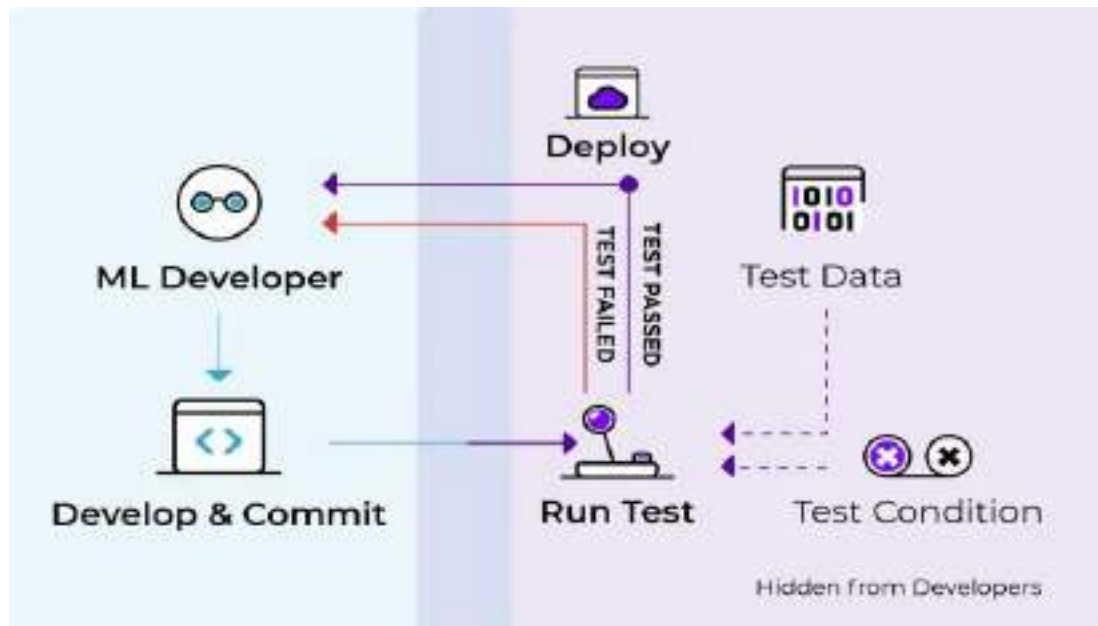 Deploy
ML Developer
TEST FAILED
TEST PASSED
1010
0101
Test Data
Develop & Commit
Run Test
Test Condition
Hidden from Developers